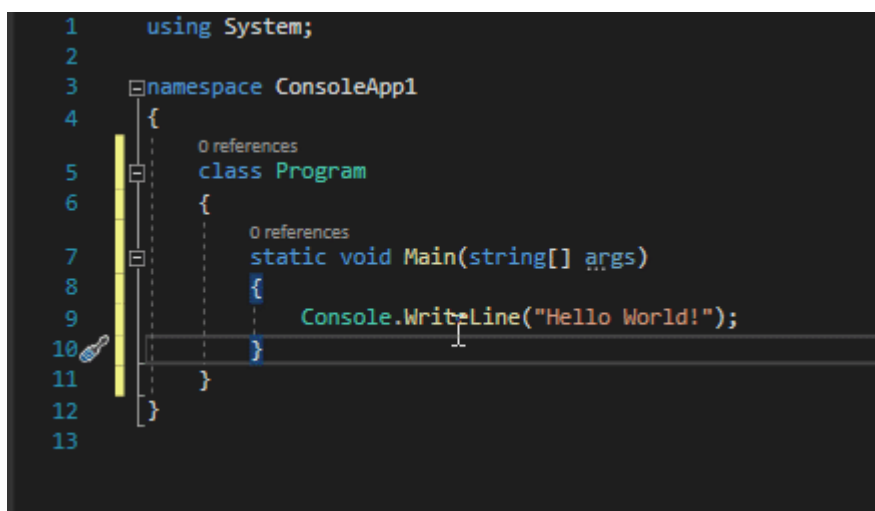 1 using System;
2
3 namespace ConsoleApp1
4 {
0 references
5 class Program
6 {
0 references
7 static void Main(string[] args)
8 {
9 Console.WriteLine("Hello World!");
10 }
11 }
12 }
13